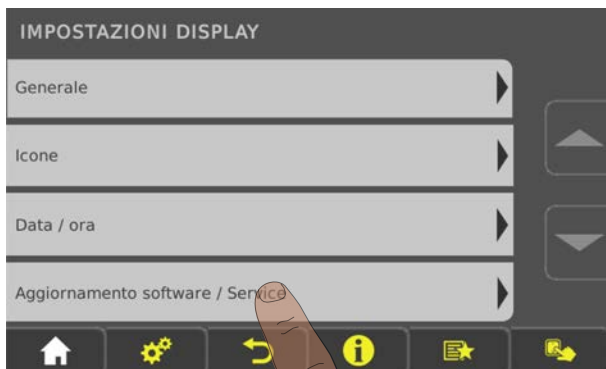 IMPOSTAZIONI DISPLAY
Generale
Icone
Data / ora
Aggiornamento software / Service